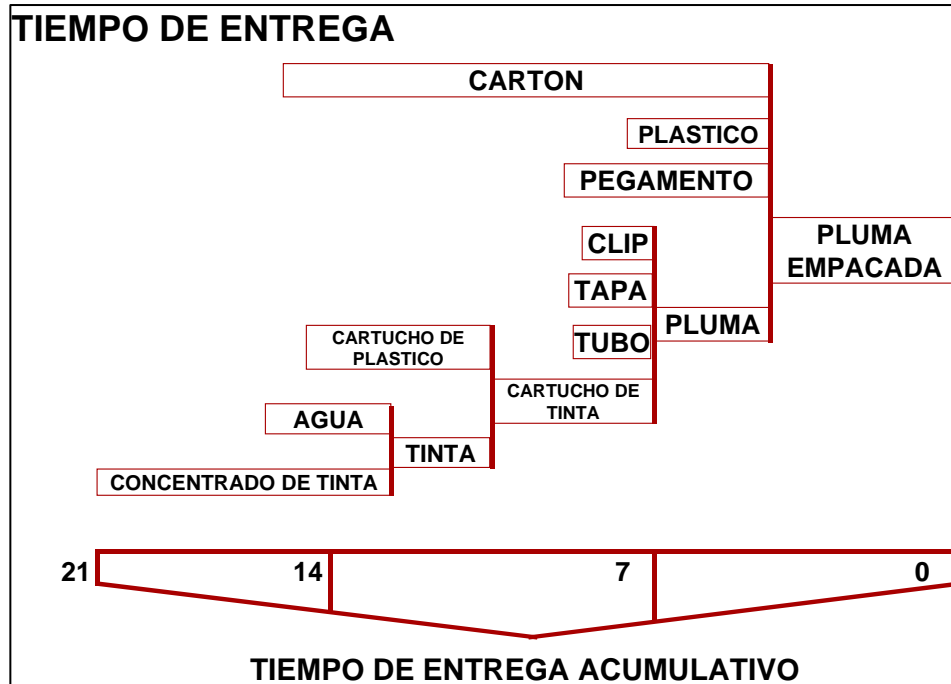 TIEMPO DE ENTREGA
CARTON
PLASTICO
PEGAMENTO
CLIP
PLUMA
EMPACADA
TAPA
PLUMA
TUBO
CARTUCHO DE
PLASTICO
CARTUCHO DE
TINTA
AGUA
TINTA
CONCENTRADO DE TINTA
21 14 7 0
TIEMPO DE ENTREGA ACUMULATIVO